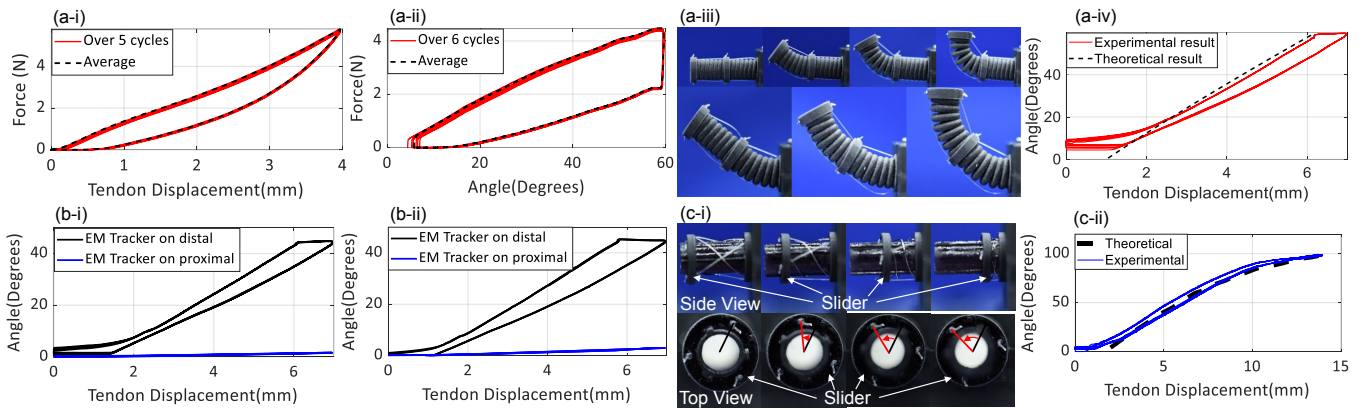 (a-i)
Over 5 cycles
Average
Force (N)
4
2
0
0
1
2
3
4
Tendon Displacement(mm)
(a-ii)
Over 6 cycles
Average
Force(N)
4
2
0
20
40
60
Angle(Degrees)
(a-iii)
(a-iv)
Experimental result
Theoretical result
Angle(Degrees)
40
0
0
2
4
6
Tendon Displacement(mm)
(b-i)
EM Tracker on distal
EM Tracker on proximal
Angle(Degrees)
40
20
0
0
2
4
6
Tendon Displacement(mm)
(b-ii)
EM Tracker on distal
EM Tracker on proximal
Angle(Degrees)
40
20
0
0
2
4
6
Tendon Displacement(mm)
(c-i)
Side View
Slider
Top View
Slider
(c-ii)
Theoretical
Experimental
Angle(Degrees)
100
50
0
0
5
10
15
Tendon Displacement(mm)